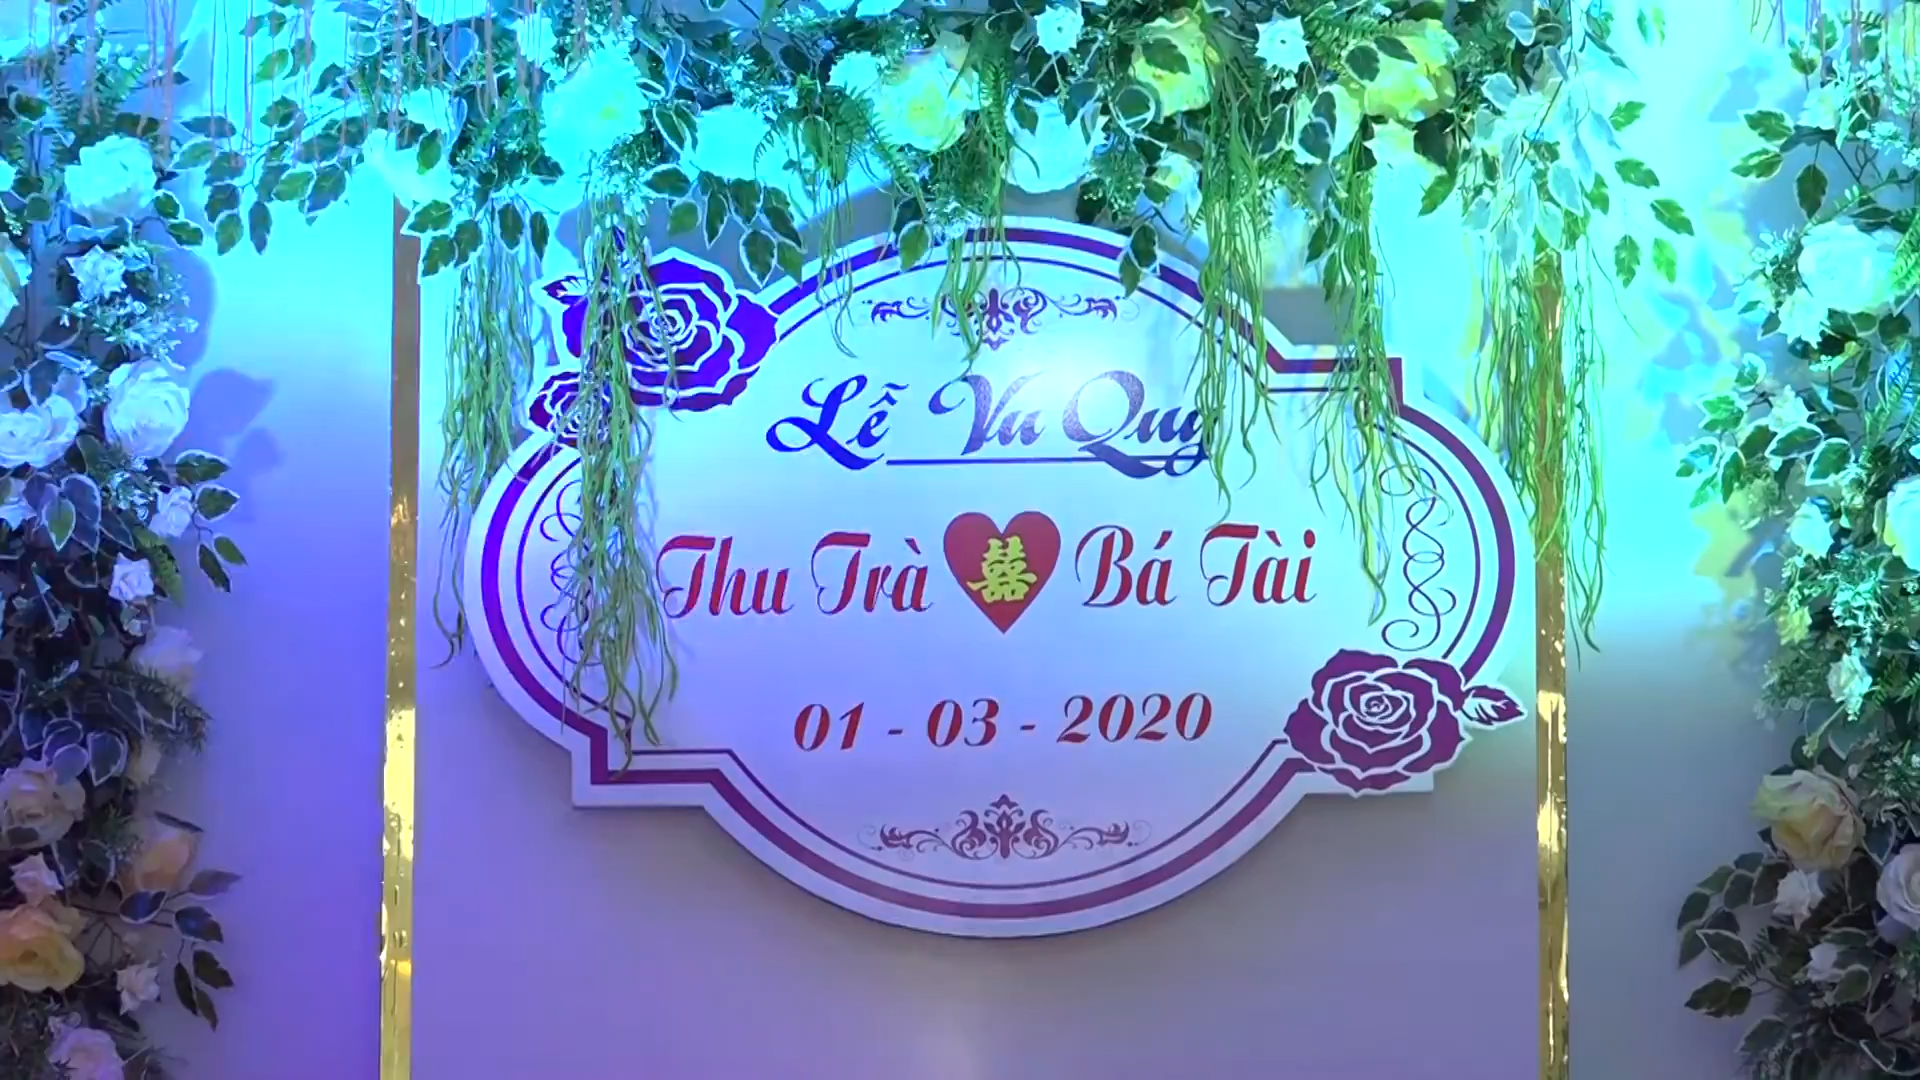 Lễ Vu Quy
Thu Trà 囍 Bá Tài
01 - 03 - 2020